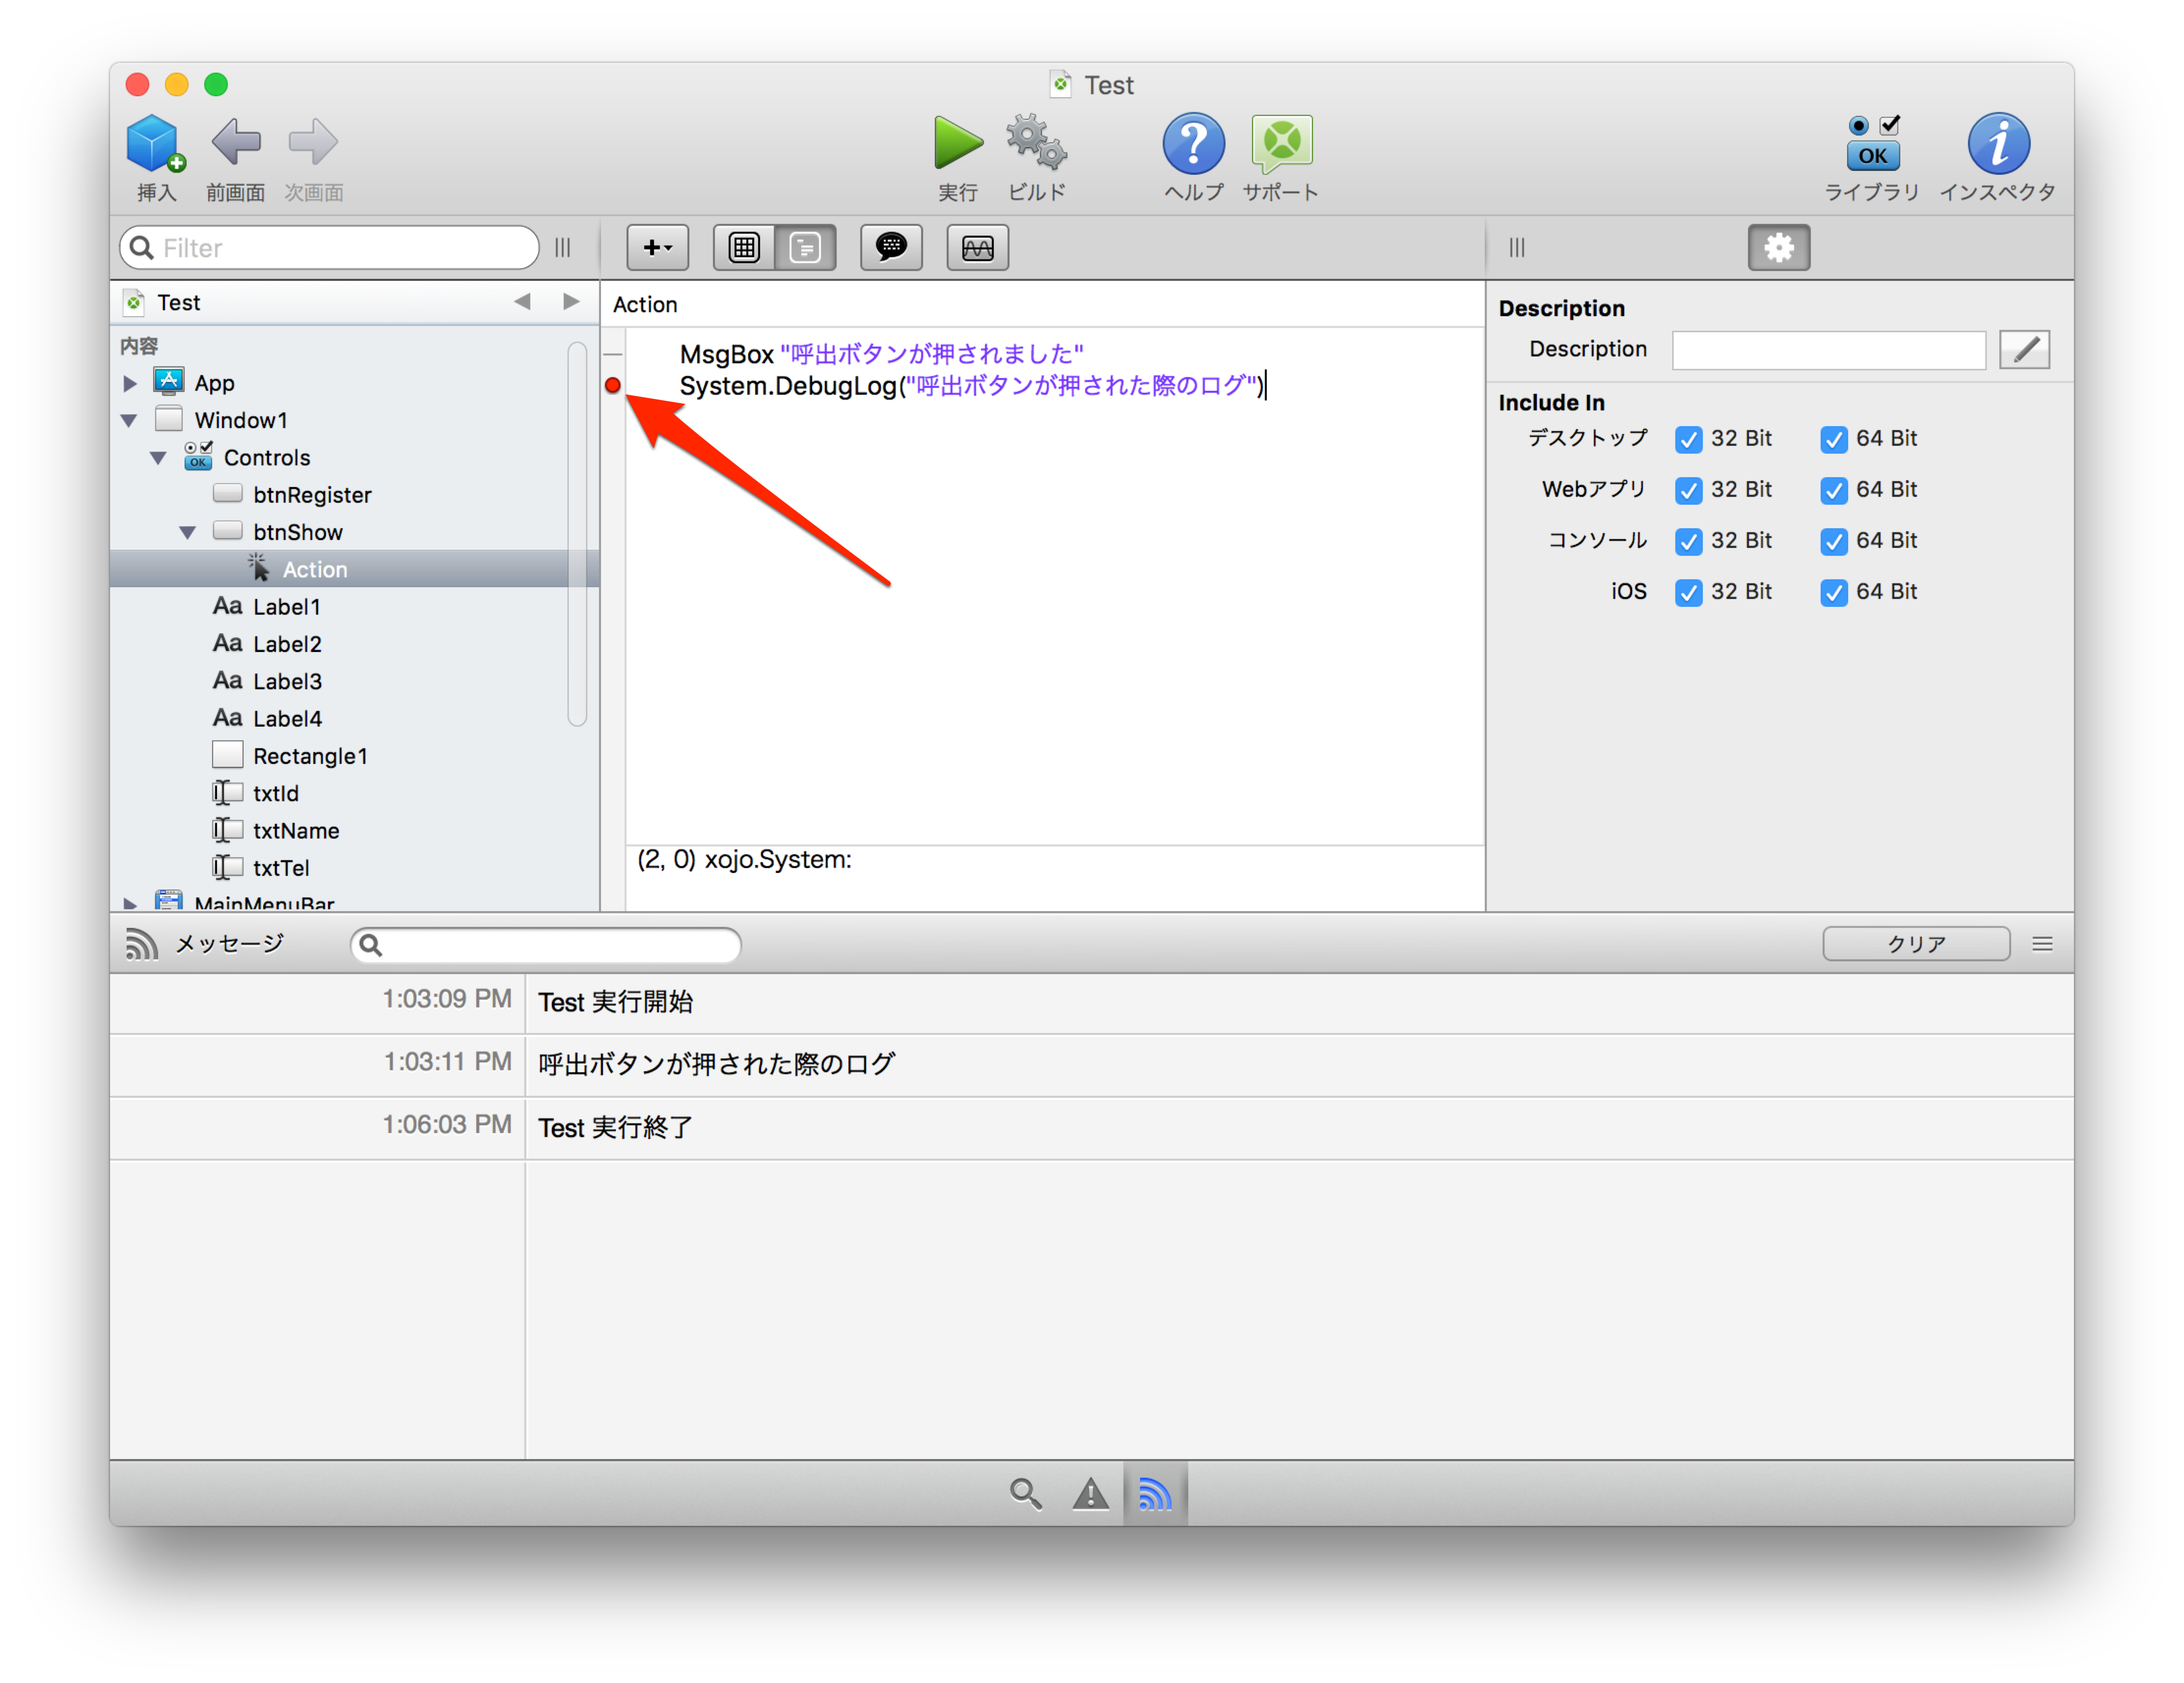 Test
挿入 前画面 次画面 実行 ビルド ヘルプ サポート OK ライブラリ インスペクタ
Filter
Test
内容
App
Window1
OK Controls
btnRegister
btnShow
Action
Aa Label1
Aa Label2
Aa Label3
Aa Label4
Rectangle1
txtId
txtName
txtTel
MainMenuBar
Action
MsgBox "呼出ボタンが押されました"
System.DebugLog("呼出ボタンが押された際のログ")
(2, 0) xojo.System:
Description
Description
Include In
デスクトップ 32 Bit 64 Bit
Webアプリ 32 Bit 64 Bit
コンソール 32 Bit 64 Bit
iOS 32 Bit 64 Bit
メッセージ クリア
1:03:09 PM Test 実行開始
1:03:11 PM 呼出ボタンが押された際のログ
1:06:03 PM Test 実行終了